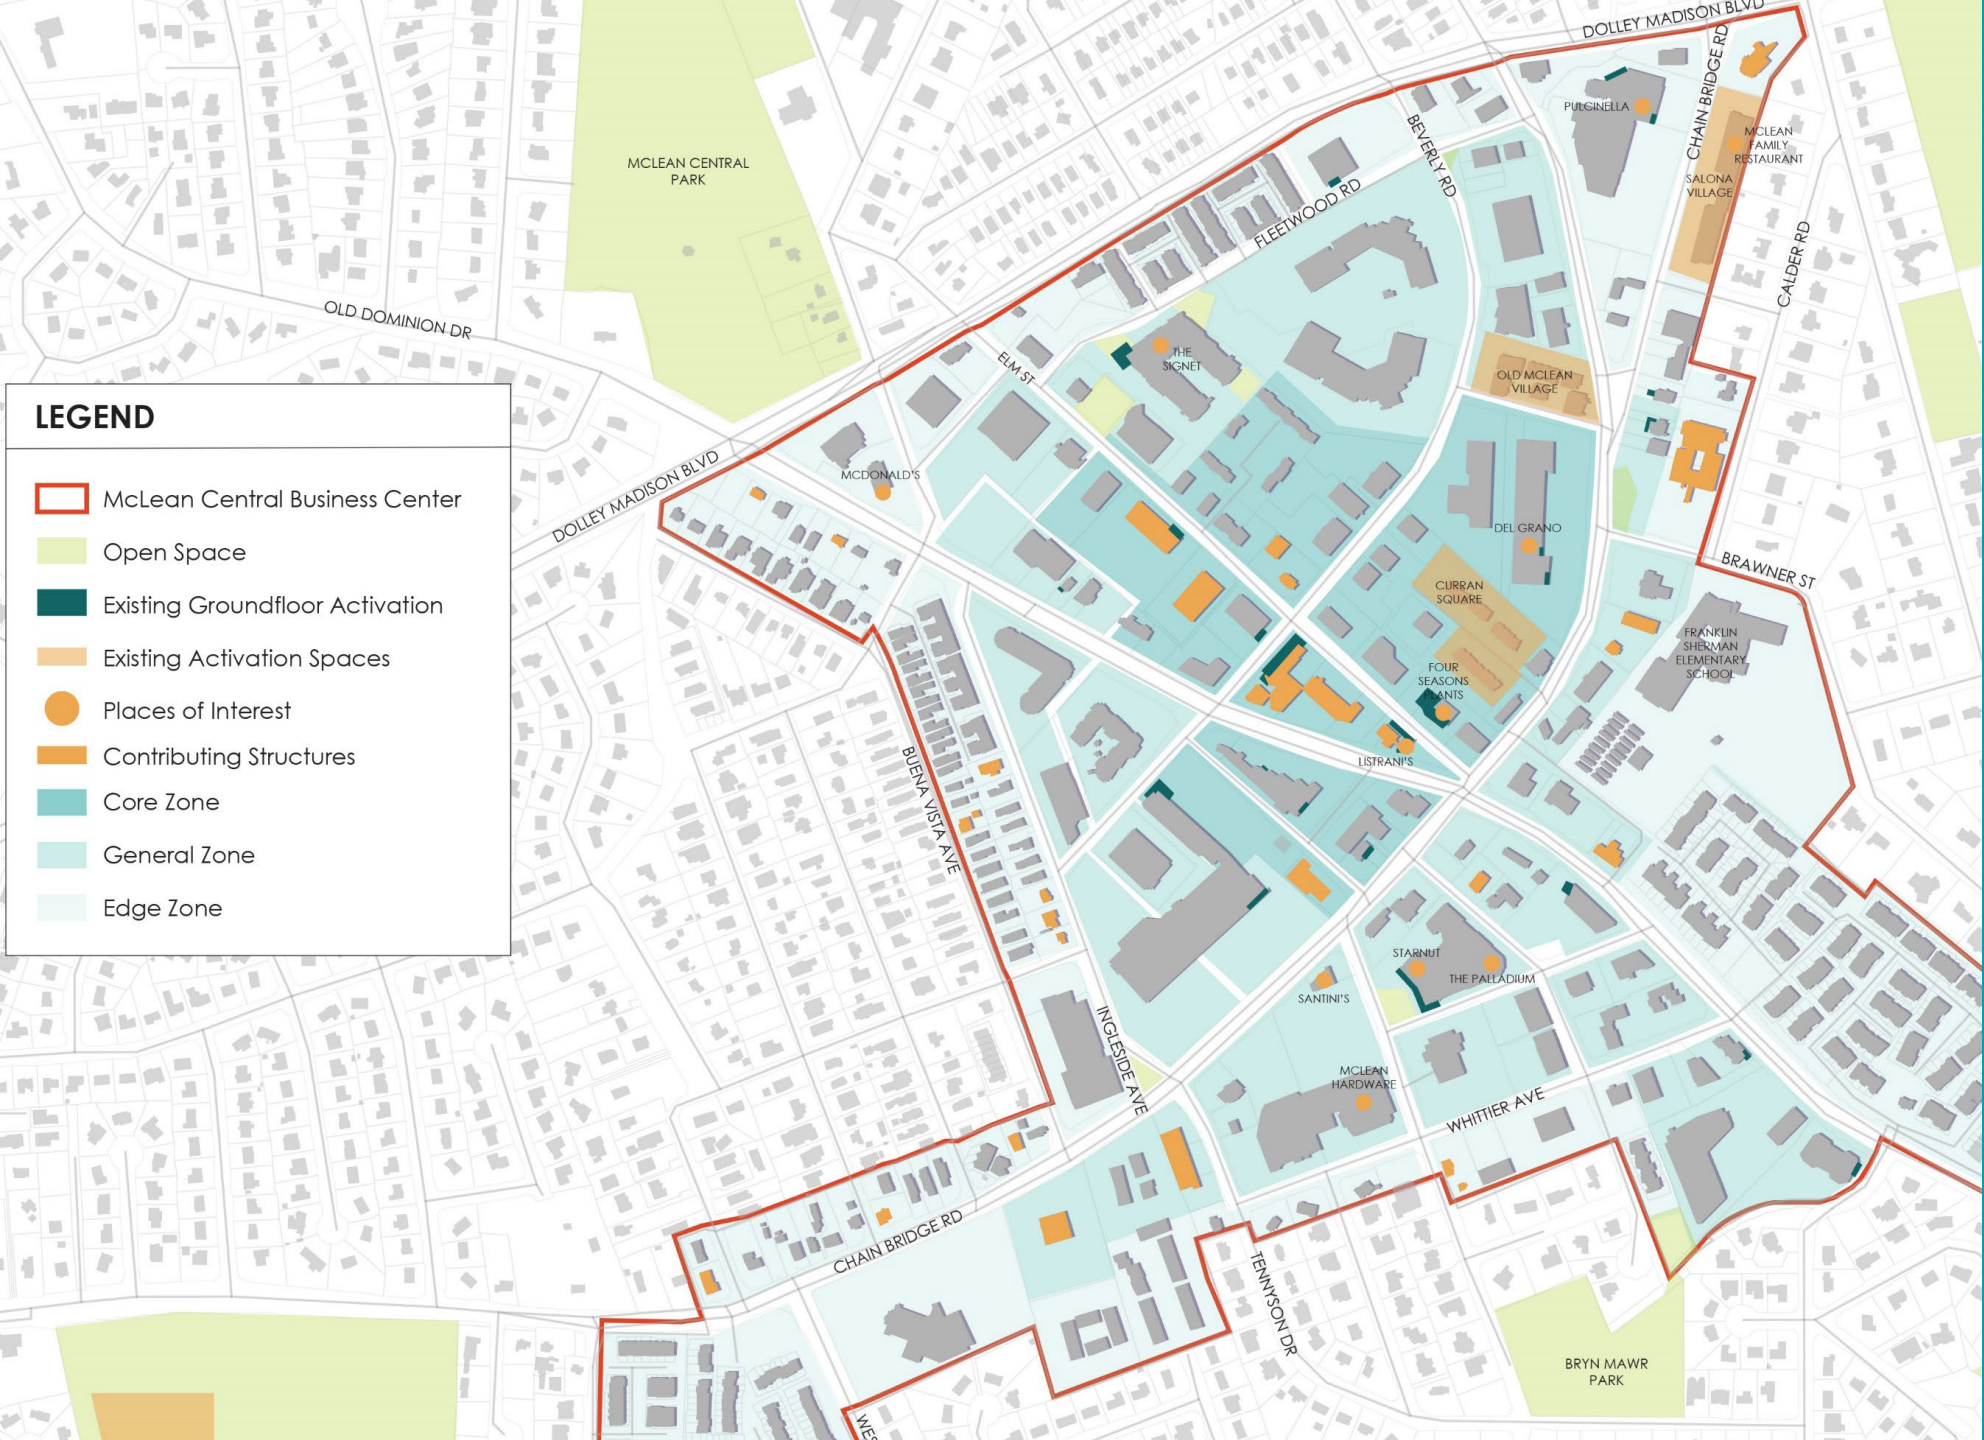 DOLLEY MADISON BLVD
CHAIN BRIDGE RD
PULCINELLA
BEVERLY RD
MCLEAN
FAMILY
RESTAURANT
MCLEAN CENTRAL
PARK
SALONA
VILLAGE
FLEETWOOD RD
CALDER RD
OLD DOMINION DR
ELM ST
THE
SIGNET
OLD MCLEAN
VILLAGE
LEGEND
McLean Central Business Center
Open Space
Existing Groundfloor Activation
Existing Activation Spaces
Places of Interest
Contributing Structures
Core Zone
General Zone
Edge Zone
DOLLEY MADISON BLVD
MCDONALD'S
DEL GRANO
BRAWNER ST
CURRAN
SQUARE
FRANKLIN
SHERMAN
ELEMENTARY
SCHOOL
FOUR
SEASONS
PLANTS
LISTRANI'S
BUENA VISTA AVE
STARNUT
THE PALLADIUM
SANTINI'S
INGLESIDE AVE
MCLEAN
HARDWARE
WHITTIER AVE
CHAIN BRIDGE RD
TENNYSON DR
BRYN MAWR
PARK